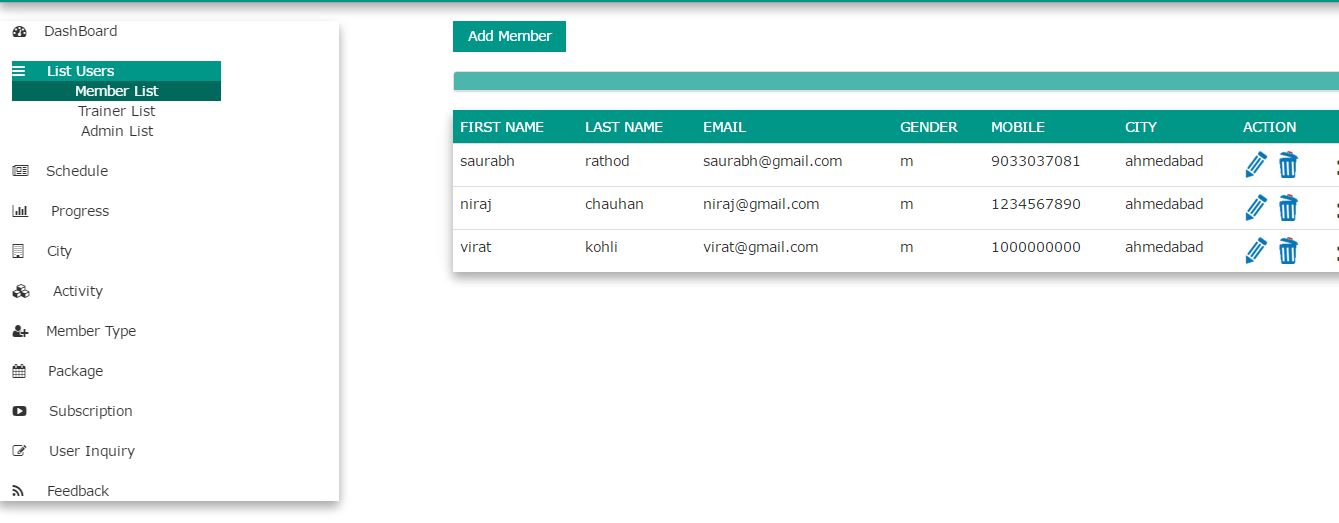 DashBoard
List Users
Member List
Trainer List
Admin List
Schedule
Progress
City
Activity
Member Type
Package
Subscription
User Inquiry
Feedback
Add Member
FIRST NAME LAST NAME EMAIL GENDER MOBILE CITY ACTION
saurabh rathod saurabh@gmail.com m 9033037081 ahmedabad
niraj chauhan niraj@gmail.com m 1234567890 ahmedabad
virat kohli virat@gmail.com m 1000000000 ahmedabad